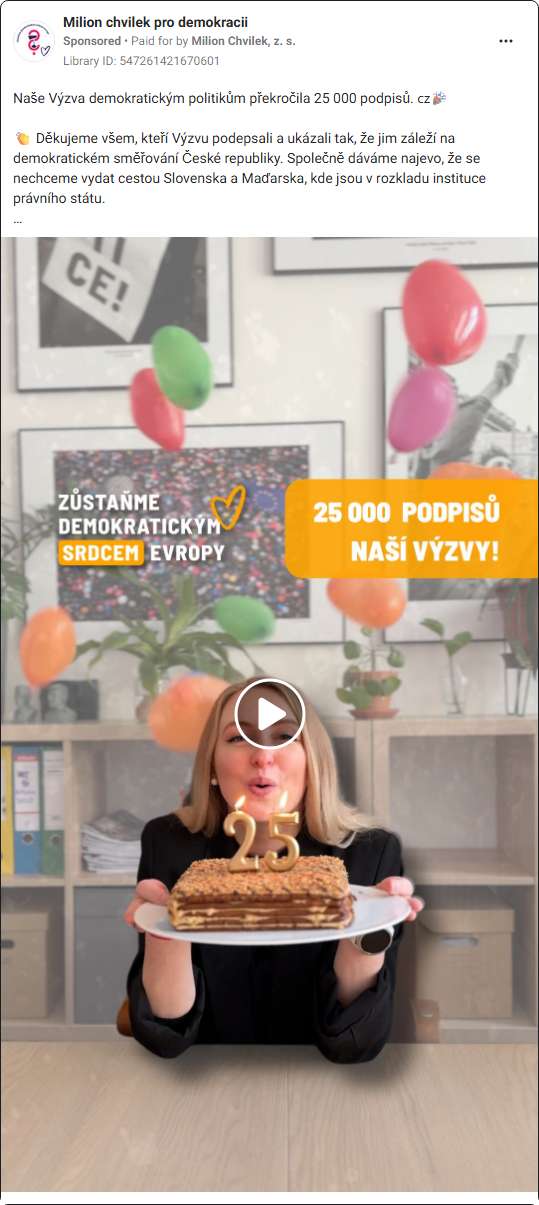 Milion chvilek pro demokracii
Sponsored • Paid for by Milion Chvilek, z. s.
Library ID: 547261421670601
Naše Výzva demokratickým politikům překročila 25 000 podpisů. cz🎉
👏 Děkujeme všem, kteří Výzvu podepsali a ukázali tak, že jim záleží na
demokratickém směřování České republiky. Společně dáváme najevo, že se
nechceme vydat cestou Slovenska a Maďarska, kde jsou v rozkladu instituce
právního státu.
...
CE!
ZŮSTAŇME
DEMOKRATICKÝM
SRDCEM EVROPY
25 000 PODPISŮ
NAŠÍ VÝZVY!
25